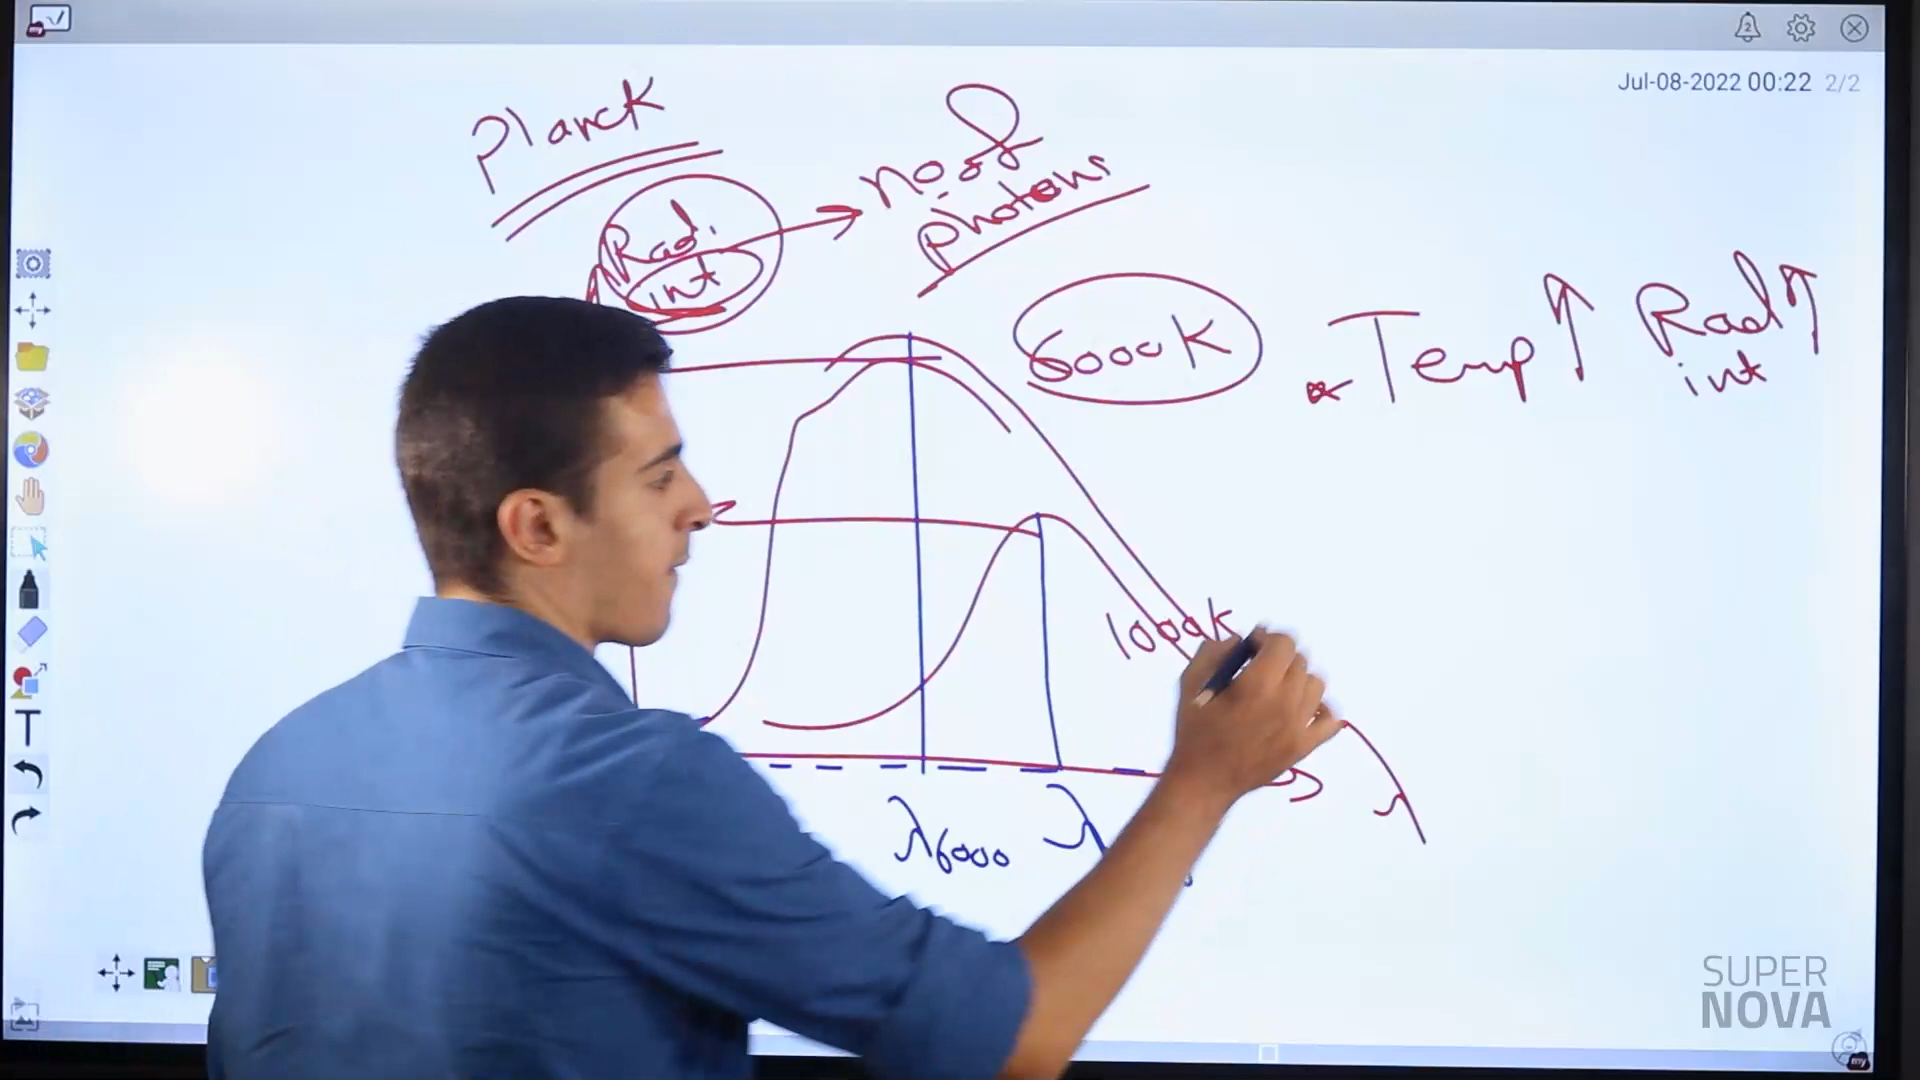 Jul-08-2022 00:22 2/2
Planck
Rad.
int
no. of
photons
6000K
Temp↑ Rad↑
int
1000K
λ6000
λ
λ
T
SUPER
NOVA